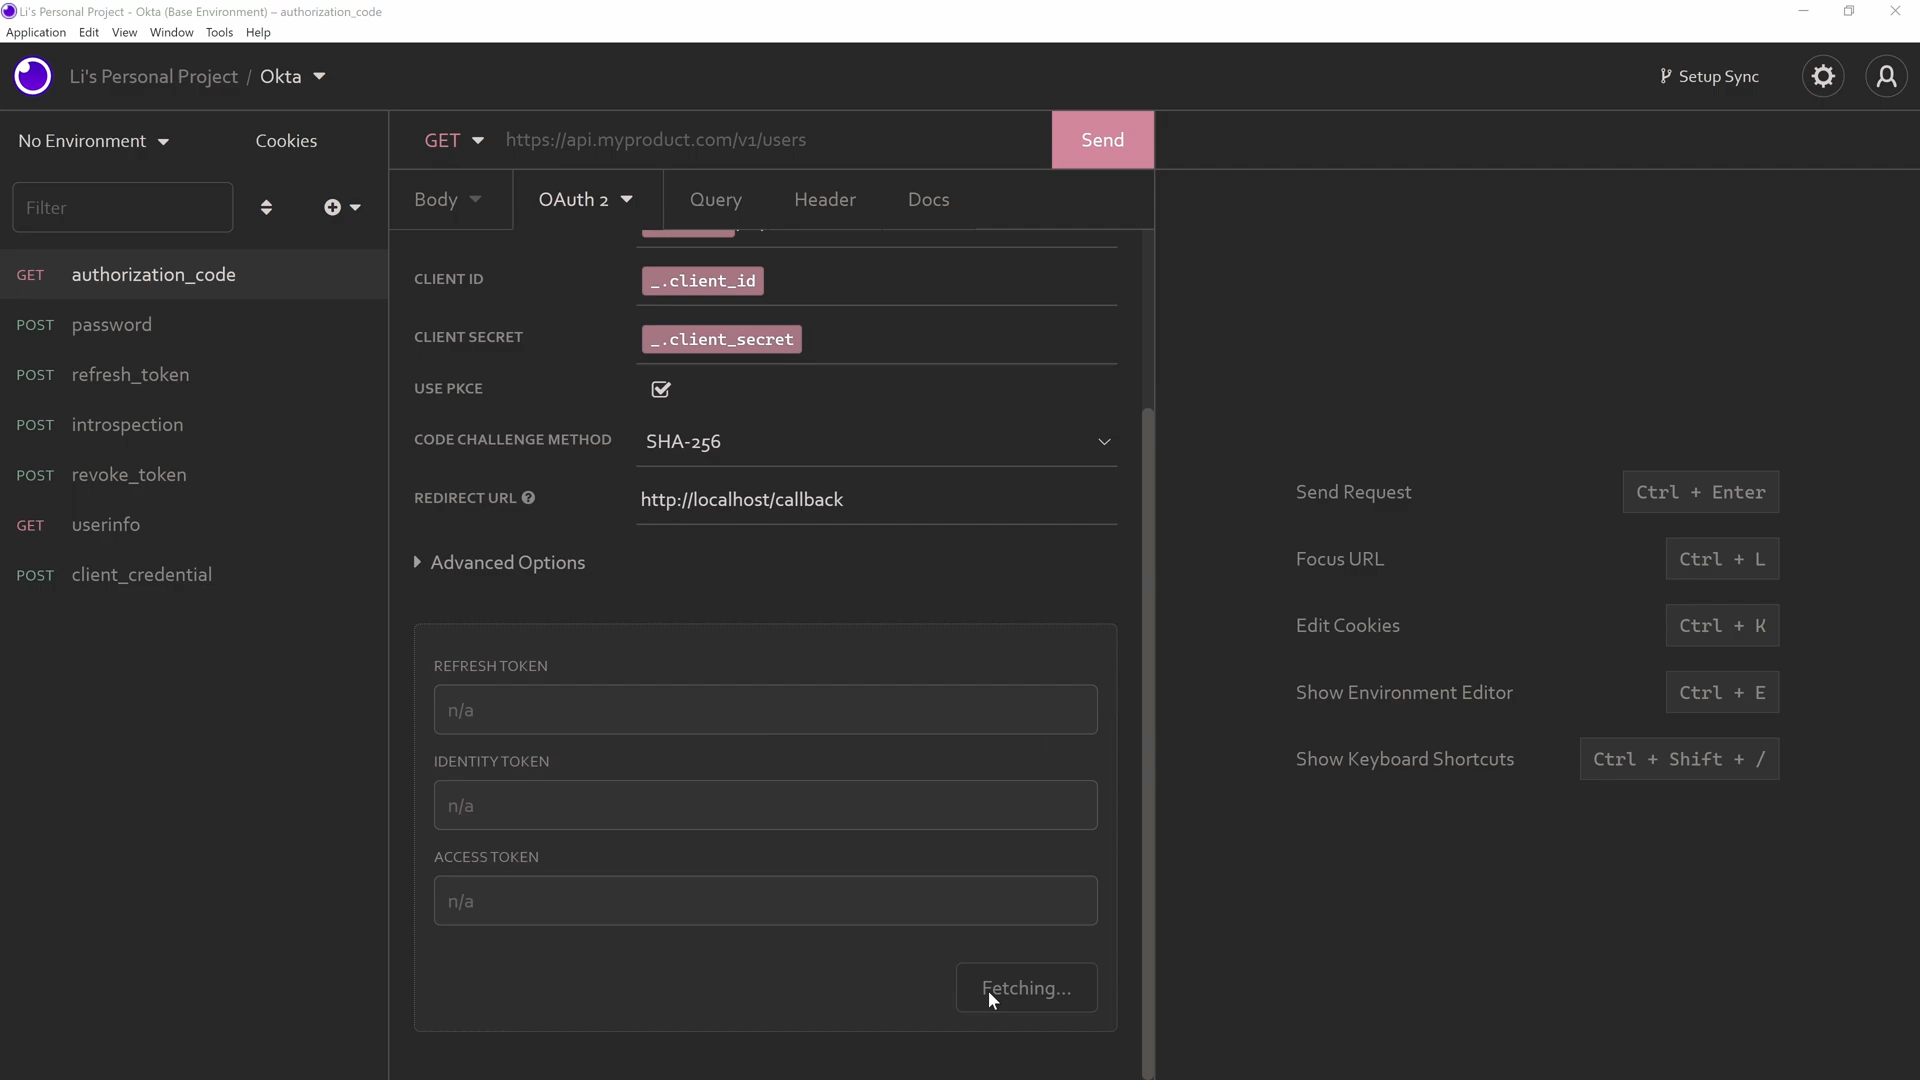 Li's Personal Project - Okta (Base Environment) – authorization_code
Application Edit View Window Tools Help
Li's Personal Project / Okta
Setup Sync
No Environment
Cookies
GET https://api.myproduct.com/v1/users
Send
Filter
Body
OAuth 2
Query
Header
Docs
GET authorization_code
POST password
POST refresh_token
POST introspection
POST revoke_token
GET userinfo
POST client_credential
CLIENT ID
_.client_id
CLIENT SECRET
_.client_secret
USE PKCE
CODE CHALLENGE METHOD
SHA-256
REDIRECT URL
http://localhost/callback
Advanced Options
REFRESH TOKEN
n/a
IDENTITY TOKEN
n/a
ACCESS TOKEN
n/a
Fetching...
Send Request Ctrl + Enter
Focus URL Ctrl + L
Edit Cookies Ctrl + K
Show Environment Editor Ctrl + E
Show Keyboard Shortcuts Ctrl + Shift + /